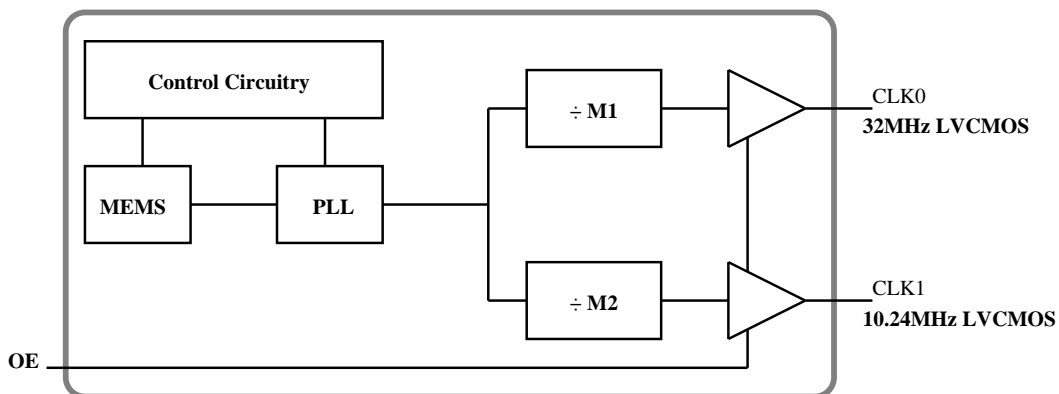 Control Circuitry
÷ M1
CLK0
32MHz LVCMOS
MEMS
PLL
÷ M2
CLK1
10.24MHz LVCMOS
OE